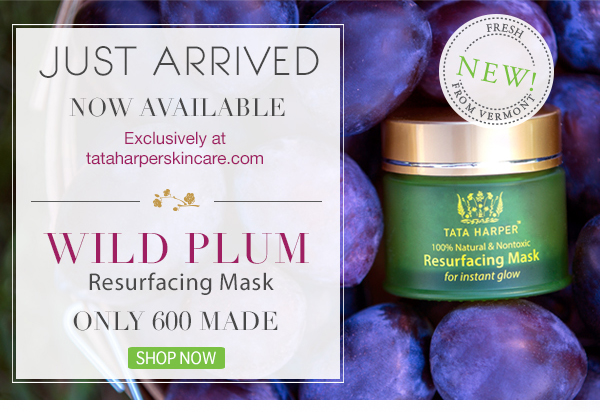 JUST ARRIVED
NOW AVAILABLE
Exclusively at
tataharperskincare.com
WILD PLUM
Resurfacing Mask
ONLY 600 MADE
SHOP NOW
FRESH
NEW!
FROM VERMONT
TATA HARPER™
100% Natural & Nontoxic
Resurfacing Mask
for instant glow